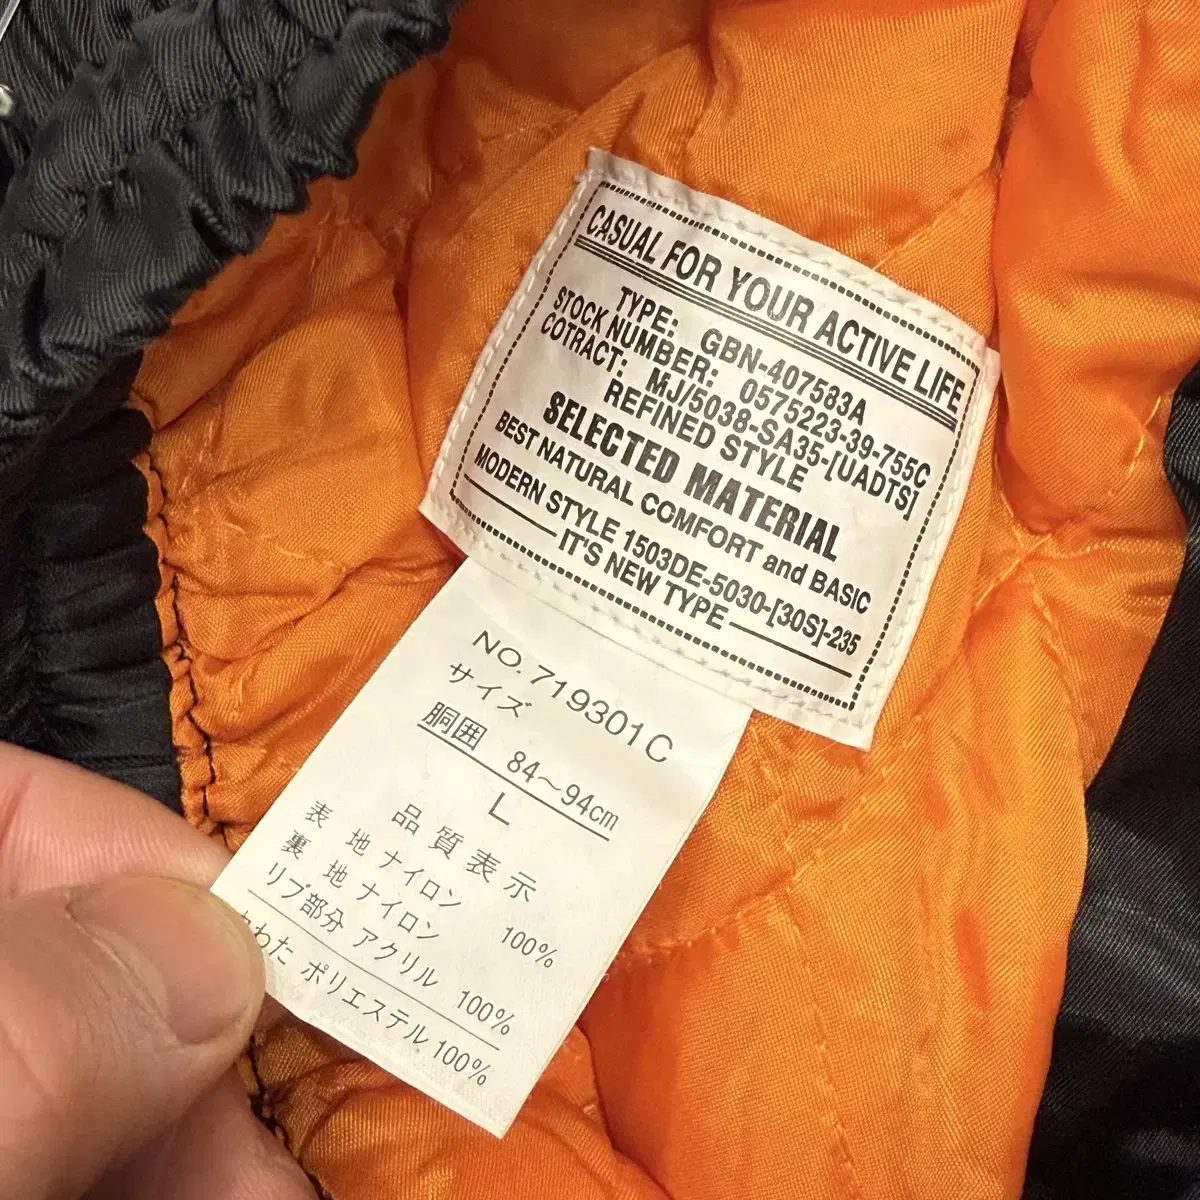 CASUAL FOR YOUR ACTIVE LIFE
TYPE: GBN-407583A
STOCK NUMBER: 0575223-39-755C
COTRACT: MJ/5038-SA35-[UADTS]
REFINED STYLE
SELECTED MATERIAL
BEST NATURAL COMFORT and BASIC
MODERN STYLE 1503DE-5030-[30S]-235
IT'S NEW TYPE
NO. 719301C
サイズ
胴囲 84〜94cm
L
品質表示
表地 ナイロン
裏地 ナイロン 100%
リブ部分 アクリル 100%
わた ポリエステル 100%